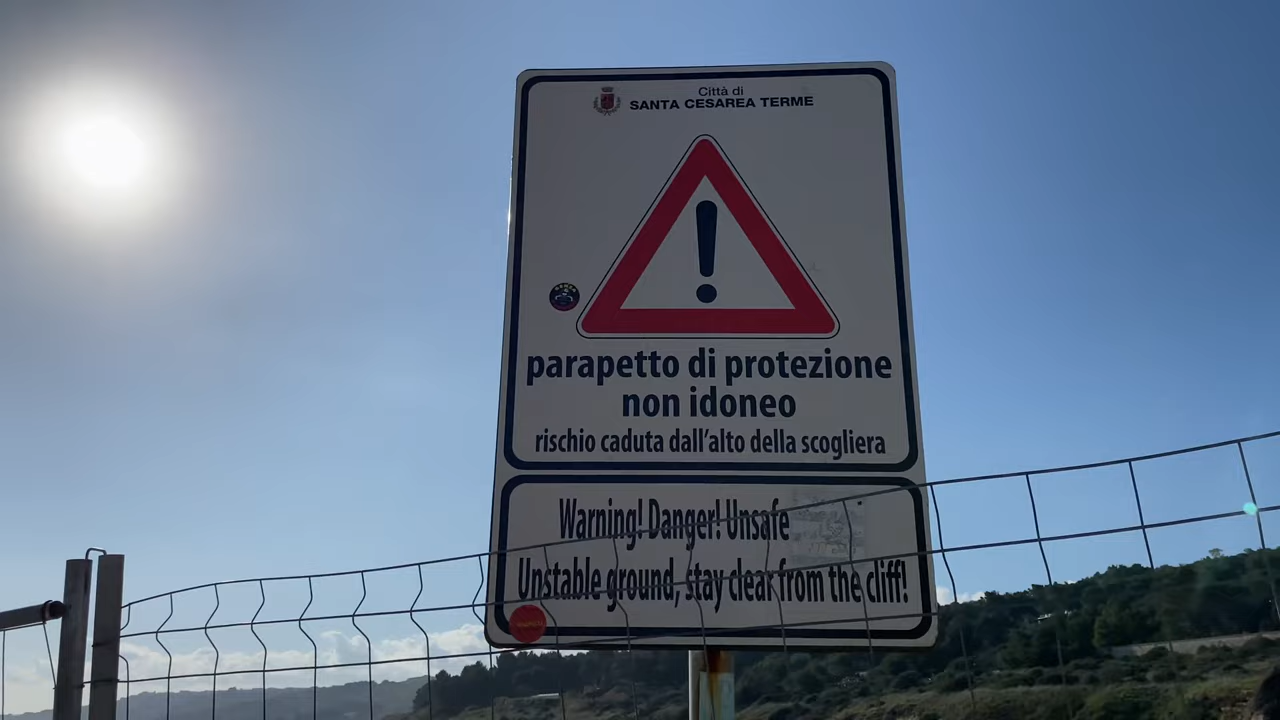 Città di
SANTA CESAREA TERME
!
parapetto di protezione
non idoneo
rischio caduta dall'alto della scogliera
Warning! Danger! Unsafe
Unstable ground, stay clear from the cliff!